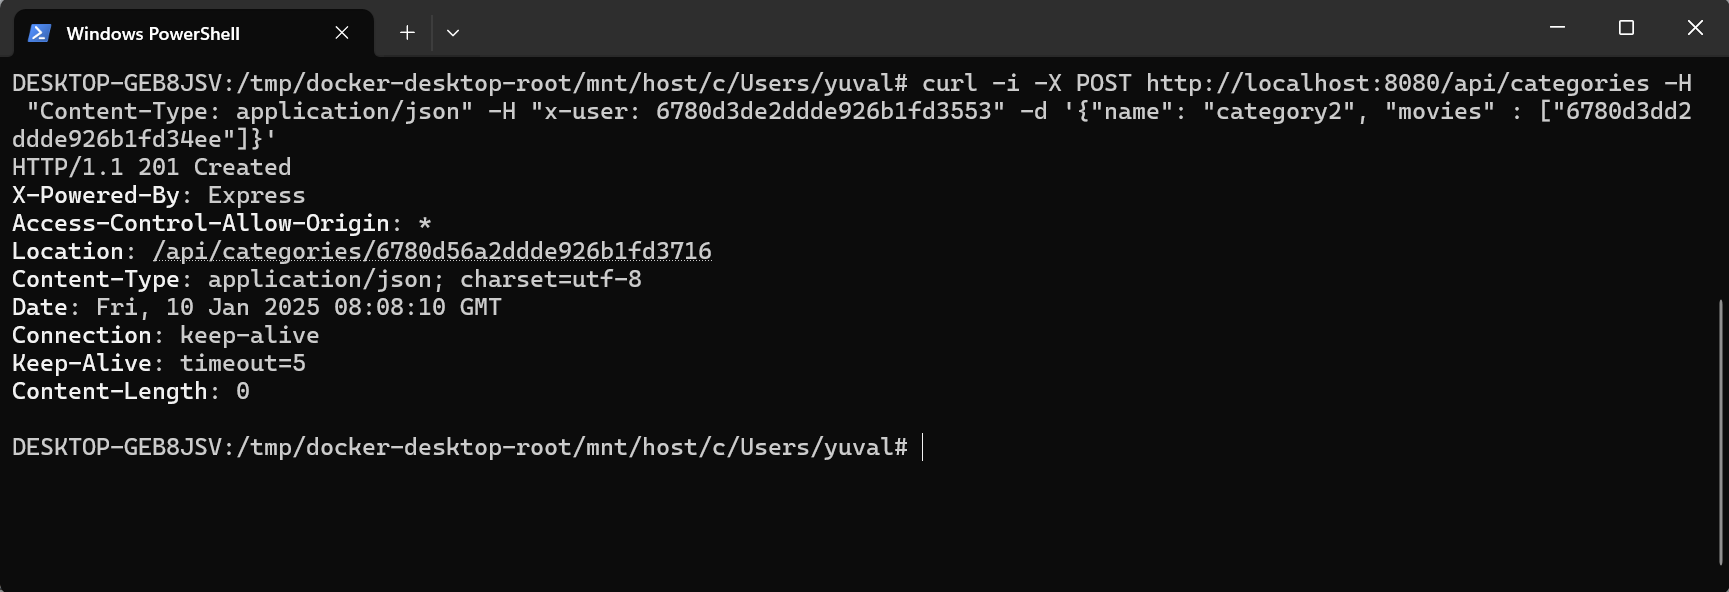 Windows PowerShell
DESKTOP-GEB8JSV:/tmp/docker-desktop-root/mnt/host/c/Users/yuval# curl -i -X POST http://localhost:8080/api/categories -H
 "Content-Type: application/json" -H "x-user: 6780d3de2ddde926b1fd3553" -d '{"name": "category2", "movies" : ["6780d3dd2
ddde926b1fd34ee"]}'
HTTP/1.1 201 Created
X-Powered-By: Express
Access-Control-Allow-Origin: *
Location: /api/categories/6780d56a2ddde926b1fd3716
Content-Type: application/json; charset=utf-8
Date: Fri, 10 Jan 2025 08:08:10 GMT
Connection: keep-alive
Keep-Alive: timeout=5
Content-Length: 0
DESKTOP-GEB8JSV:/tmp/docker-desktop-root/mnt/host/c/Users/yuval#